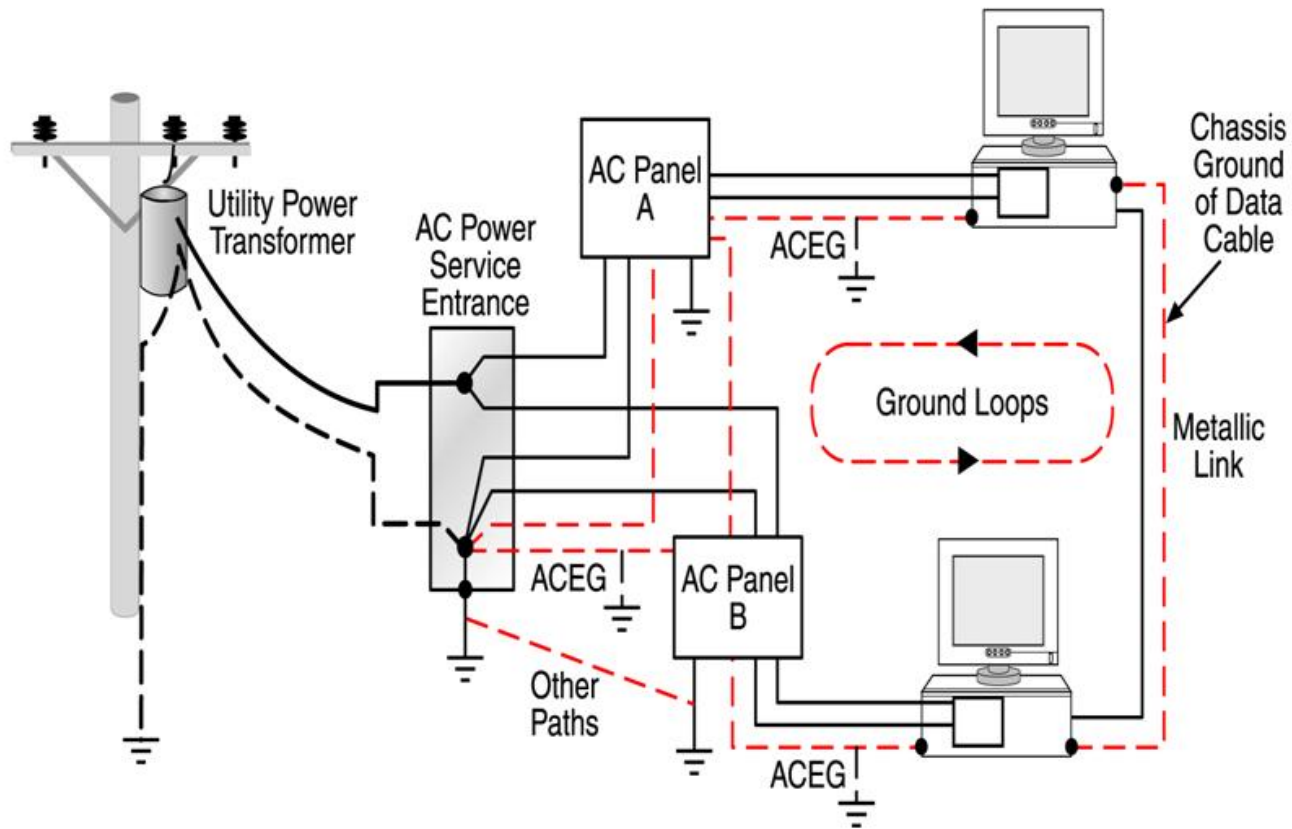 Utility Power
Transformer
AC Power
Service
Entrance
AC Panel
A
ACEG
Chassis
Ground
of Data
Cable
Ground Loops
Metallic
Link
ACEG
AC Panel
B
Other
Paths
ACEG